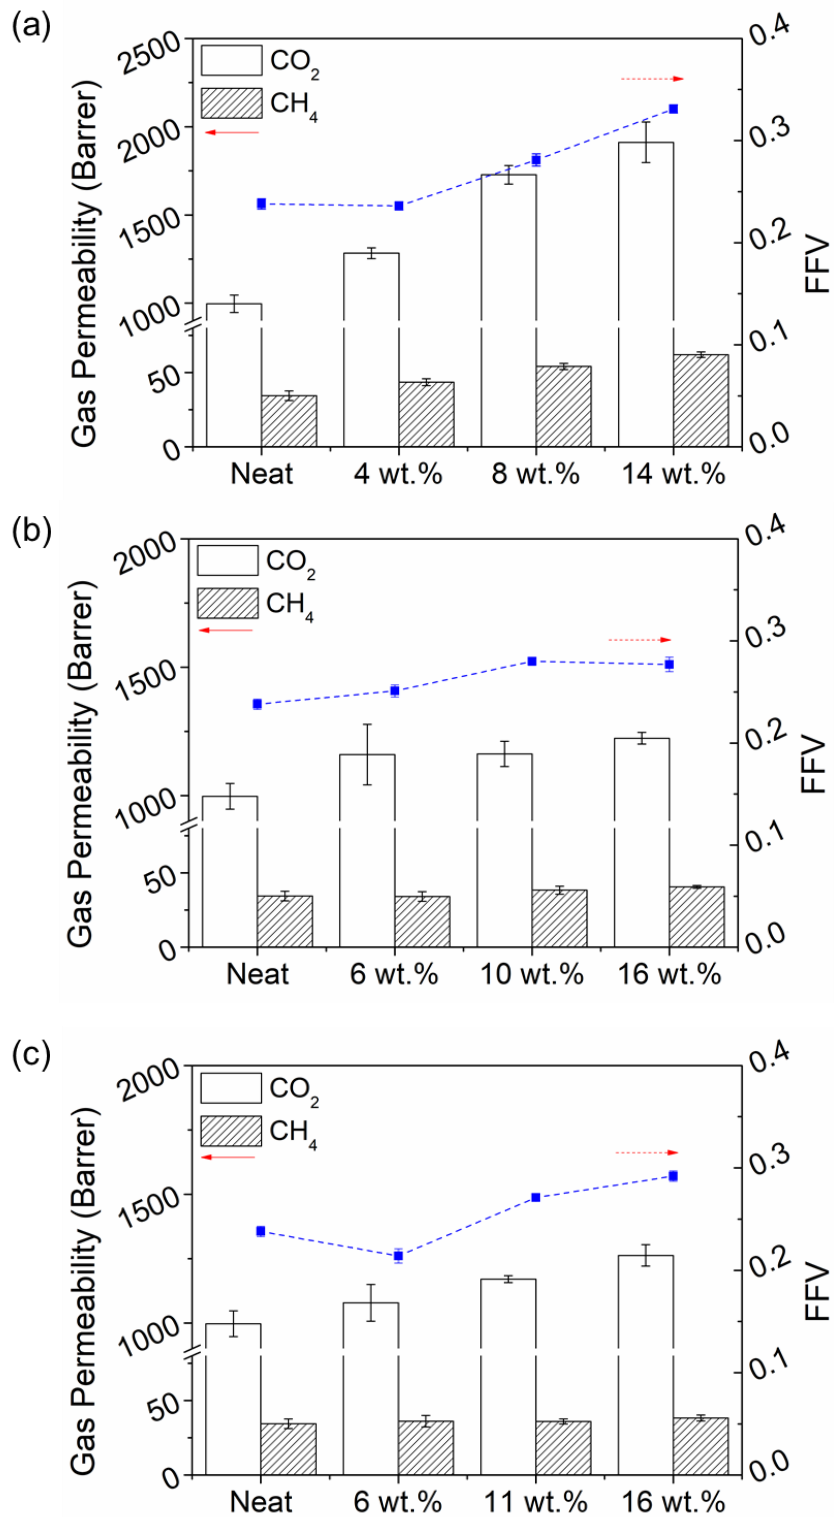 (a)
2500
2000
1500
1000
50
0
Gas Permeability (Barrer)
CO2
CH4
0.4
0.3
0.2
0.1
0.0
FFV
Neat 4 wt.% 8 wt.% 14 wt.%
(b)
2000
1500
1000
50
0
Gas Permeability (Barrer)
CO2
CH4
0.4
0.3
0.2
0.1
0.0
FFV
Neat 6 wt.% 10 wt.% 16 wt.%
(c)
2000
1500
1000
50
0
Gas Permeability (Barrer)
CO2
CH4
0.4
0.3
0.2
0.1
0.0
FFV
Neat 6 wt.% 11 wt.% 16 wt.%